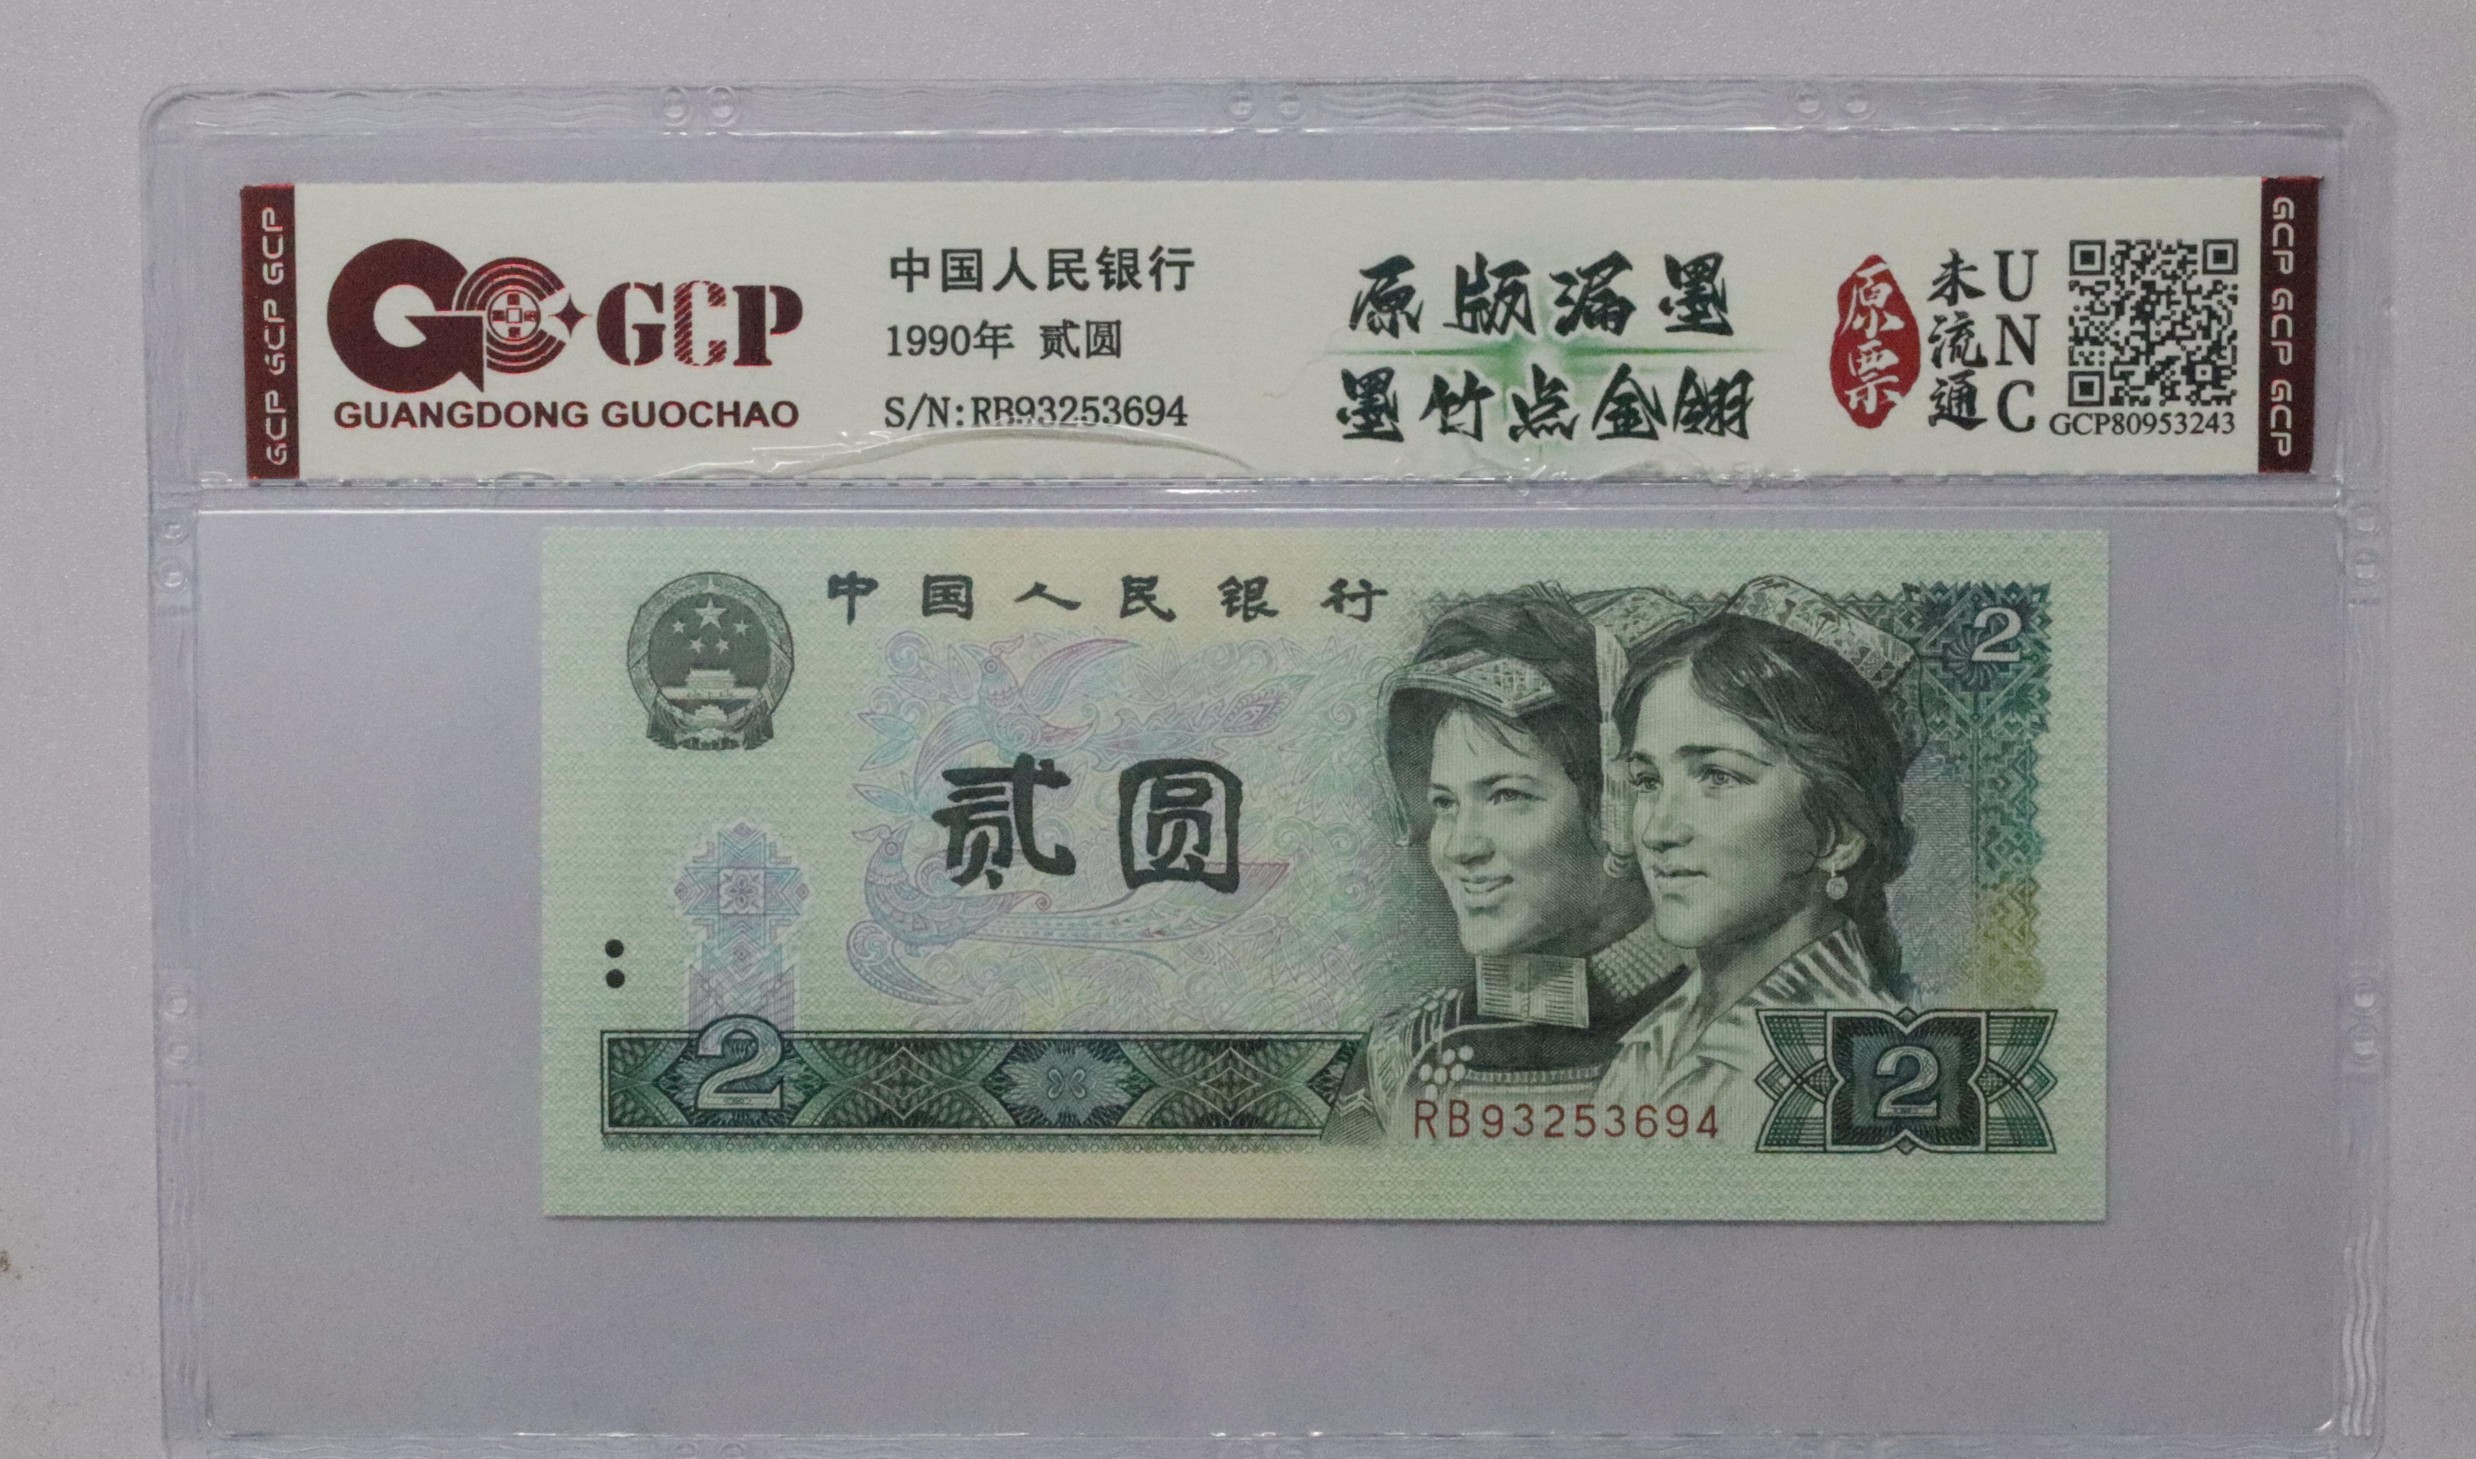 GCP GCP GCP
GCP
GUANGDONG GUOCHAO
中国人民银行
1990年 贰圆
S/N:RB93253694
原版漏墨
墨竹点金翅
原票
未流通
UNC
GCP80953243
GCP GCP GCP
中国人民银行
2
贰圆
2
RB93253694
2